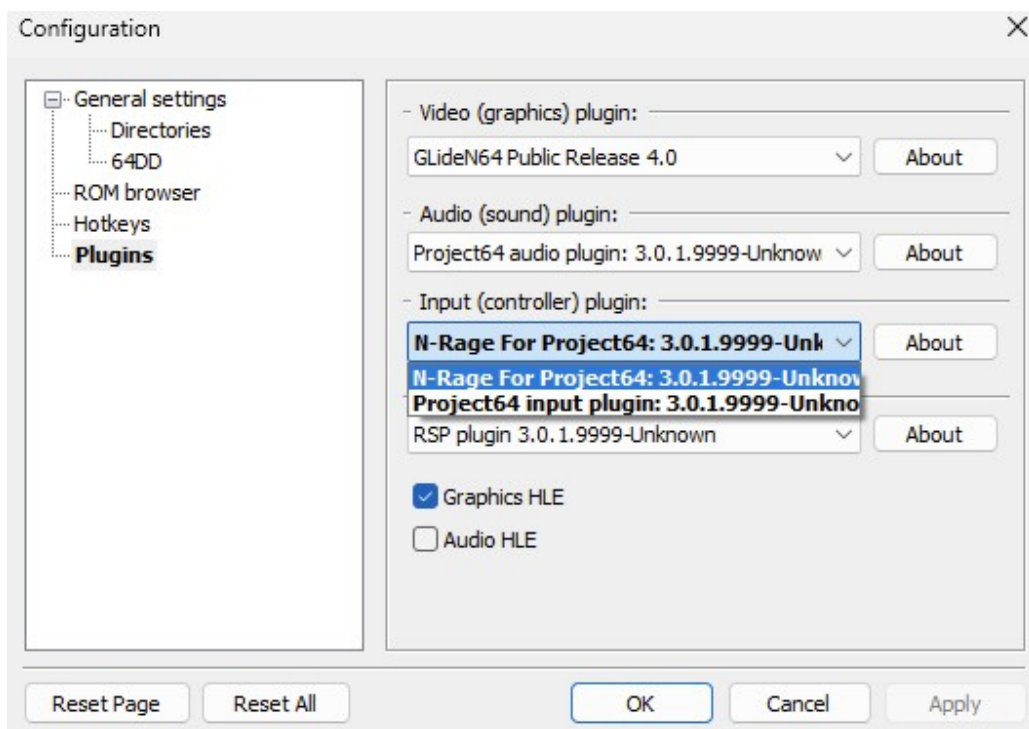 Configuration
General settings
Directories
64DD
ROM browser
Hotkeys
Plugins
Video (graphics) plugin:
GLideN64 Public Release 4.0
About
Audio (sound) plugin:
Project64 audio plugin: 3.0.1.9999-Unknow
About
Input (controller) plugin:
N-Rage For Project64: 3.0.1.9999-Unk
About
N-Rage For Project64: 3.0.1.9999-Unknov
Project64 input plugin: 3.0.1.9999-Unkno
RSP plugin 3.0.1.9999-Unknown
About
Graphics HLE
Audio HLE
Reset Page
Reset All
OK
Cancel
Apply